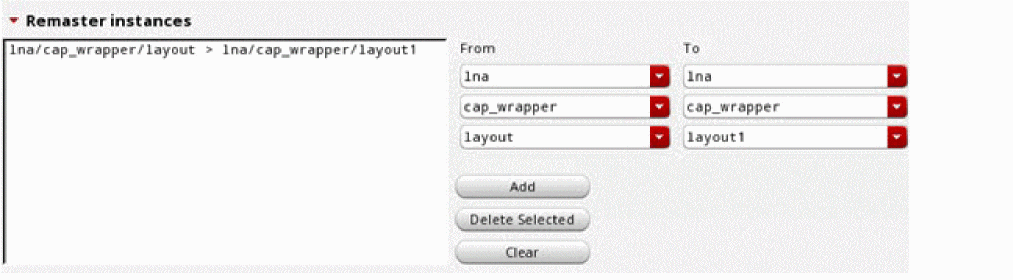 Remaster instances
lna/cap_wrapper/layout > lna/cap_wrapper/layout1
From To
lna lna
cap_wrapper cap_wrapper
layout layout1
Add
Delete Selected
Clear